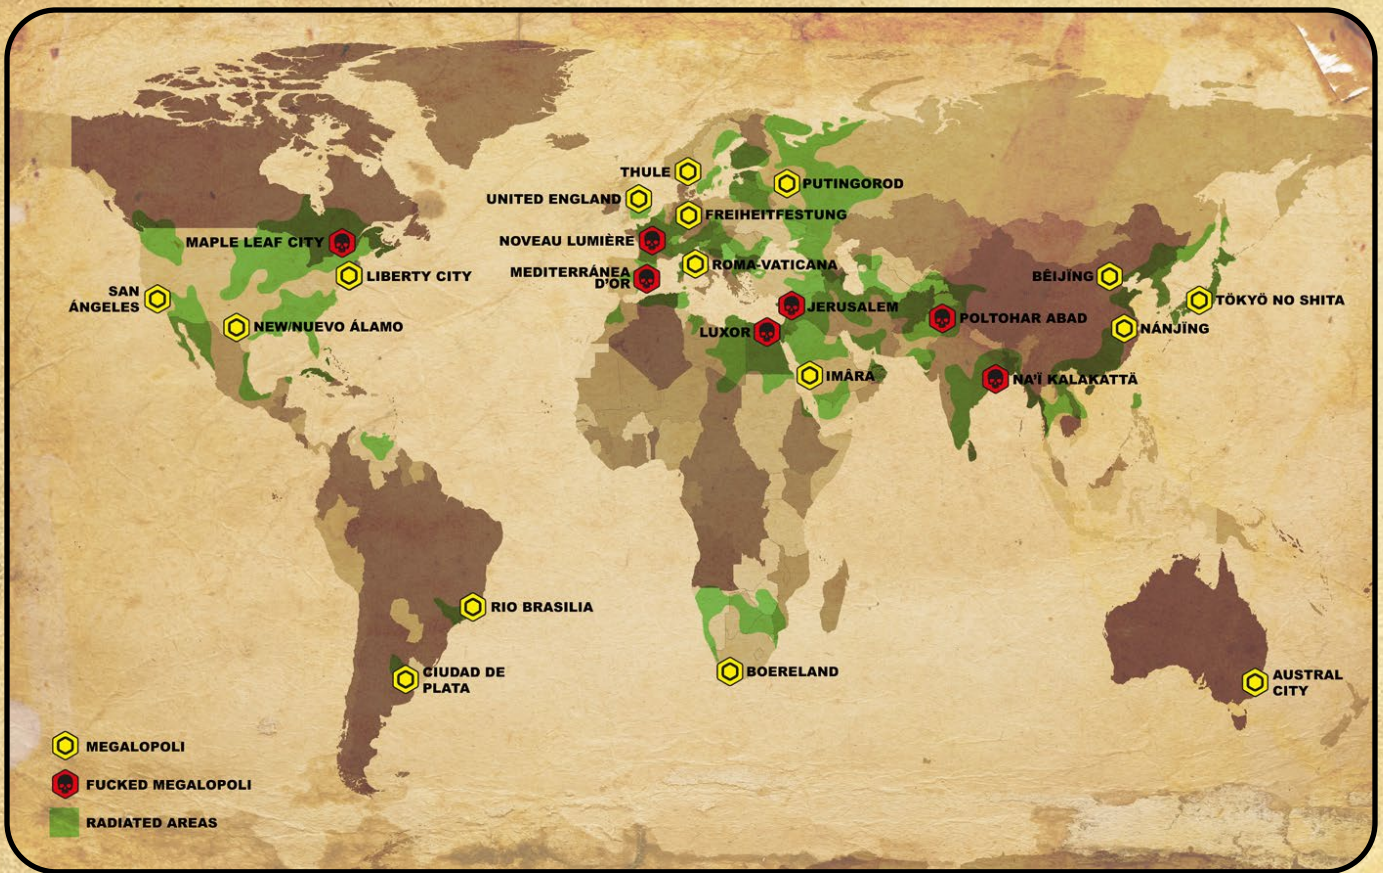 THULE
PUTINGOROD
UNITED ENGLAND
FREIHEITFESTUNG
MAPLE LEAF CITY
NOVEAU LUMIÈRE
ROMA-VATICANA
LIBERTY CITY
MEDITERRÁNEA
D'OR
BĚIJÏNG
SAN
ÁNGELES
TŌKYŌ NO SHITA
JERUSALEM
POLTOHAR ABAD
NEW/NUEVO ÁLAMO
LUXOR
NÁNJĪNG
IMÂRA
NA'Ï KALAKATTÄ
RIO BRASILIA
CIUDAD DE
PLATA
BOERELAND
AUSTRAL
CITY
MEGALOPOLI
FUCKED MEGALOPOLI
RADIATED AREAS